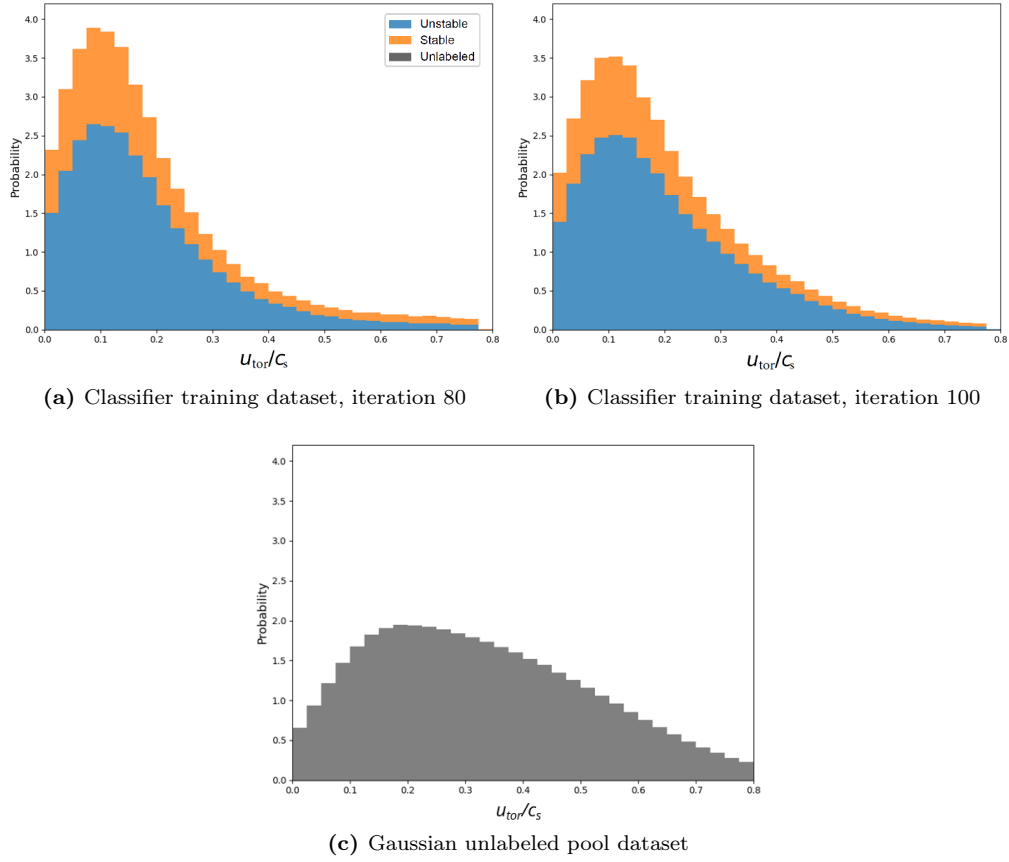 4.0
3.5
3.0
2.5
2.0
1.5
1.0
0.5
0.0
Probability
0.0 0.1 0.2 0.3 0.4 0.5 0.6 0.7 0.8
u_tor/c_s
Unstable
Stable
Unlabeled
(a) Classifier training dataset, iteration 80
4.0
3.5
3.0
2.5
2.0
1.5
1.0
0.5
0.0
Probability
0.0 0.1 0.2 0.3 0.4 0.5 0.6 0.7 0.8
u_tor/c_s
(b) Classifier training dataset, iteration 100
4.0
3.5
3.0
2.5
2.0
1.5
1.0
0.5
0.0
Probability
0.0 0.1 0.2 0.3 0.4 0.5 0.6 0.7 0.8
u_tor/c_s
(c) Gaussian unlabeled pool dataset